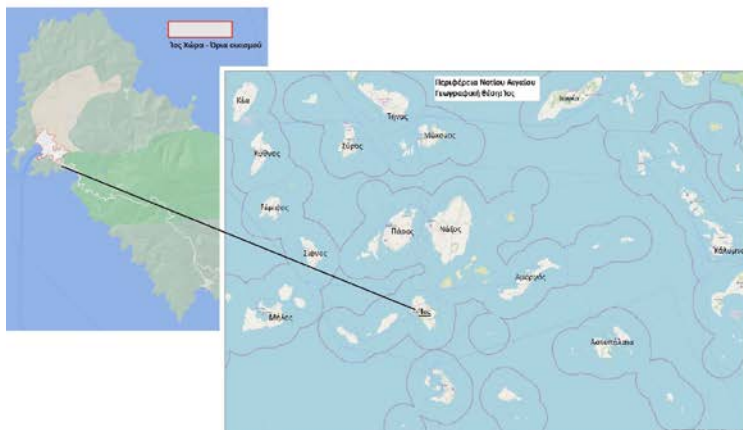 Ίος Χώρα - Όρια οικισμού
Περιφέρεια Νοτίου Αιγαίου
Γεωγραφική θέση Ίος
Κέα
Τήνος
Ικαρία
Κύθνος
Σύρος
Μύκονος
Σέριφος
Πάρος
Νάξος
Σίφνος
Κάλυμνο
Αμοργός
Μήλος
Ίος
Αστυπάλαια